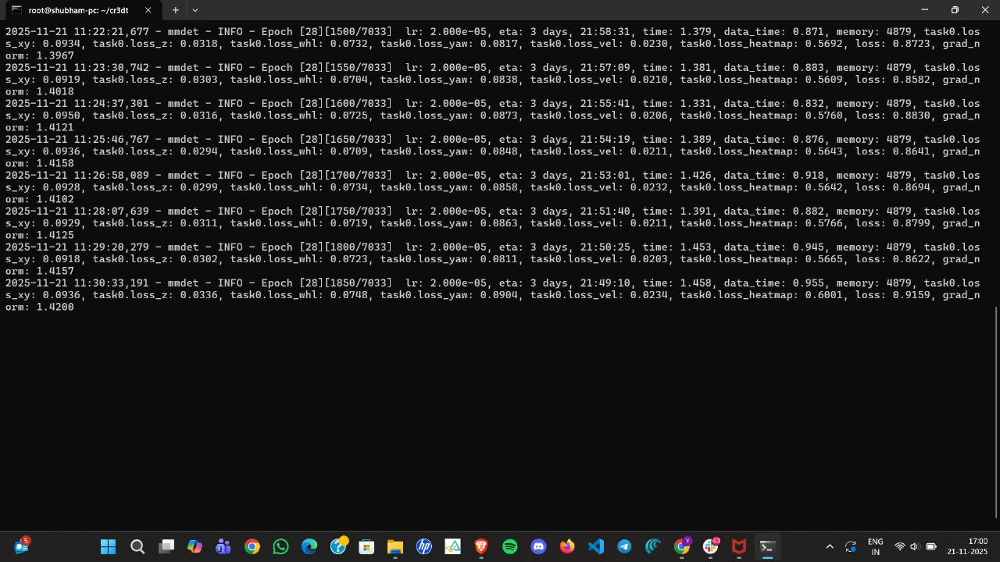 root@shubham-pc: ~/cr3dt
2025-11-21 11:22:21,677 - mmdet - INFO - Epoch [28][1500/7033]  lr: 2.000e-05, eta: 3 days, 21:58:31, time: 1.379, data_time: 0.871, memory: 4879, task0.los
s_xy: 0.0934, task0.loss_z: 0.0318, task0.loss_whl: 0.0732, task0.loss_yaw: 0.0817, task0.loss_vel: 0.0230, task0.loss_heatmap: 0.5692, loss: 0.8723, grad_n
orm: 1.3967
2025-11-21 11:23:30,742 - mmdet - INFO - Epoch [28][1550/7033]  lr: 2.000e-05, eta: 3 days, 21:57:09, time: 1.381, data_time: 0.883, memory: 4879, task0.los
s_xy: 0.0919, task0.loss_z: 0.0303, task0.loss_whl: 0.0704, task0.loss_yaw: 0.0838, task0.loss_vel: 0.0210, task0.loss_heatmap: 0.5609, loss: 0.8582, grad_n
orm: 1.4018
2025-11-21 11:24:37,301 - mmdet - INFO - Epoch [28][1600/7033]  lr: 2.000e-05, eta: 3 days, 21:55:41, time: 1.331, data_time: 0.832, memory: 4879, task0.los
s_xy: 0.0950, task0.loss_z: 0.0316, task0.loss_whl: 0.0725, task0.loss_yaw: 0.0873, task0.loss_vel: 0.0206, task0.loss_heatmap: 0.5760, loss: 0.8830, grad_n
orm: 1.4121
2025-11-21 11:25:46,767 - mmdet - INFO - Epoch [28][1650/7033]  lr: 2.000e-05, eta: 3 days, 21:54:19, time: 1.389, data_time: 0.876, memory: 4879, task0.los
s_xy: 0.0936, task0.loss_z: 0.0294, task0.loss_whl: 0.0709, task0.loss_yaw: 0.0848, task0.loss_vel: 0.0211, task0.loss_heatmap: 0.5643, loss: 0.8641, grad_n
orm: 1.4158
2025-11-21 11:26:58,089 - mmdet - INFO - Epoch [28][1700/7033]  lr: 2.000e-05, eta: 3 days, 21:53:01, time: 1.426, data_time: 0.918, memory: 4879, task0.los
s_xy: 0.0928, task0.loss_z: 0.0299, task0.loss_whl: 0.0734, task0.loss_yaw: 0.0858, task0.loss_vel: 0.0232, task0.loss_heatmap: 0.5642, loss: 0.8694, grad_n
orm: 1.4102
2025-11-21 11:28:07,639 - mmdet - INFO - Epoch [28][1750/7033]  lr: 2.000e-05, eta: 3 days, 21:51:40, time: 1.391, data_time: 0.882, memory: 4879, task0.los
s_xy: 0.0929, task0.loss_z: 0.0311, task0.loss_whl: 0.0719, task0.loss_yaw: 0.0863, task0.loss_vel: 0.0211, task0.loss_heatmap: 0.5766, loss: 0.8799, grad_n
orm: 1.4125
2025-11-21 11:29:20,279 - mmdet - INFO - Epoch [28][1800/7033]  lr: 2.000e-05, eta: 3 days, 21:50:25, time: 1.453, data_time: 0.945, memory: 4879, task0.los
s_xy: 0.0918, task0.loss_z: 0.0302, task0.loss_whl: 0.0723, task0.loss_yaw: 0.0811, task0.loss_vel: 0.0203, task0.loss_heatmap: 0.5665, loss: 0.8622, grad_n
orm: 1.4157
2025-11-21 11:30:33,191 - mmdet - INFO - Epoch [28][1850/7033]  lr: 2.000e-05, eta: 3 days, 21:49:10, time: 1.458, data_time: 0.955, memory: 4879, task0.los
s_xy: 0.0936, task0.loss_z: 0.0336, task0.loss_whl: 0.0748, task0.loss_yaw: 0.0904, task0.loss_vel: 0.0234, task0.loss_heatmap: 0.6001, loss: 0.9159, grad_n
orm: 1.4200
5
hp
Y
43
ENG
IN
17:00
21-11-2025